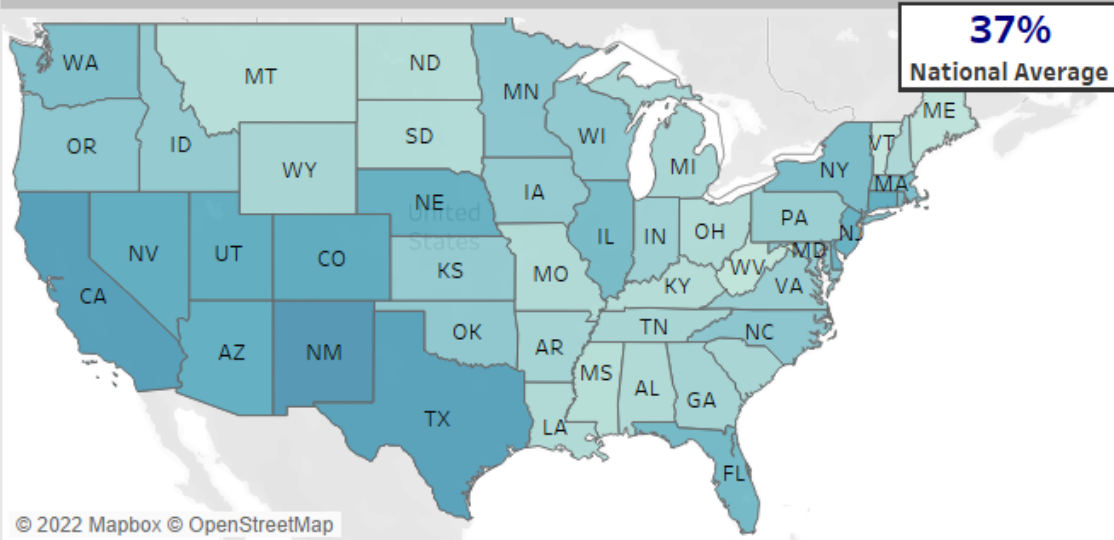 37%
National Average
WA
MT
ND
MN
ME
OR
ID
SD
WI
VT
WY
MI
NY
MA
NE
IA
United
States
PA
NJ
NV
UT
CO
KS
IL
IN
OH
MD
MO
WV
CA
KY
VA
AZ
NM
OK
TN
NC
AR
MS
AL
GA
TX
LA
FL
© 2022 Mapbox © OpenStreetMap